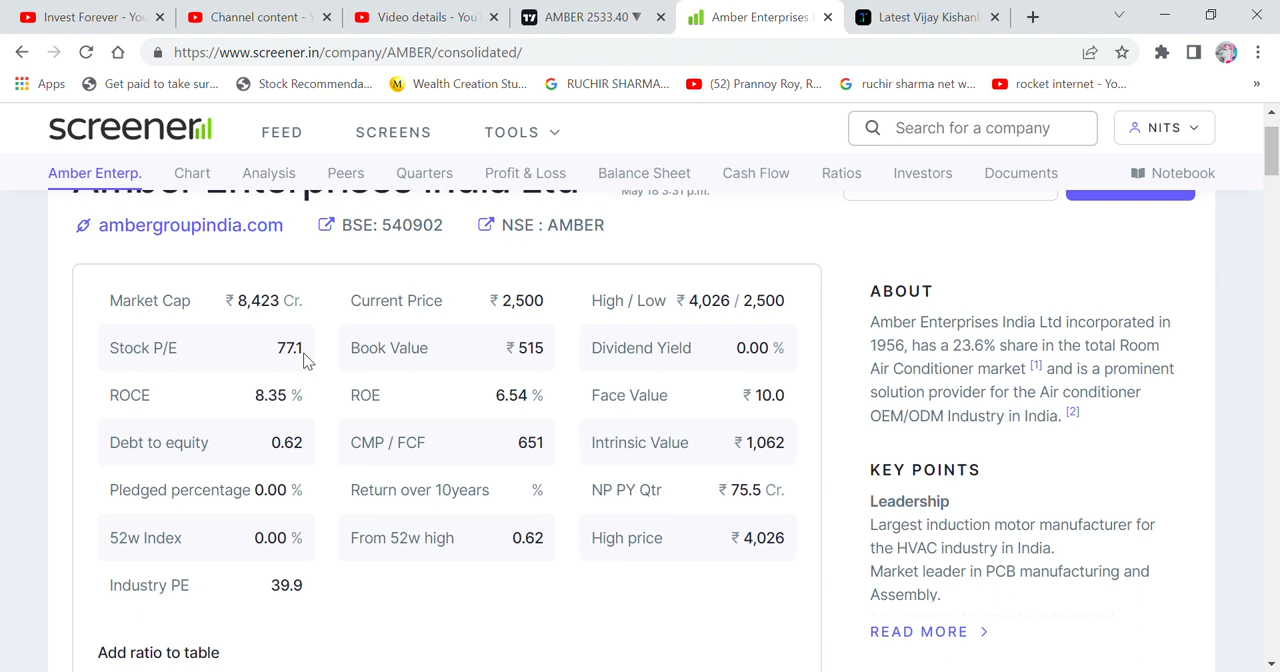 Invest Forever - You
Channel content -
Video details - YouT
AMBER 2533.40 ▼
Amber Enterprises
Latest Vijay Kishanl
https://www.screener.in/company/AMBER/consolidated/
Apps
Get paid to take sur...
Stock Recommenda...
Wealth Creation Stu...
RUCHIR SHARMA...
(52) Prannoy Roy, R...
ruchir sharma net w...
rocket internet - Yo...
»
screener
FEED
SCREENS
TOOLS
Search for a company
NITS
Amber Enterp.
Chart
Analysis
Peers
Quarters
Profit & Loss
Balance Sheet
Cash Flow
Ratios
Investors
Documents
Notebook
Amber Enterprises India Ltd
May 18 3:31 p.m.
ambergroupindia.com
BSE: 540902
NSE : AMBER
Market Cap ₹ 8,423 Cr.
Current Price ₹ 2,500
High / Low ₹ 4,026 / 2,500
Stock P/E 77.1
Book Value ₹ 515
Dividend Yield 0.00 %
ROCE 8.35 %
ROE 6.54 %
Face Value ₹ 10.0
Debt to equity 0.62
CMP / FCF 651
Intrinsic Value ₹ 1,062
Pledged percentage 0.00 %
Return over 10years %
NP PY Qtr ₹ 75.5 Cr.
52w Index 0.00 %
From 52w high 0.62
High price ₹ 4,026
Industry PE 39.9
Add ratio to table
ABOUT
Amber Enterprises India Ltd incorporated in
1956, has a 23.6% share in the total Room
Air Conditioner market [1] and is a prominent
solution provider for the Air conditioner
OEM/ODM Industry in India. [2]
KEY POINTS
Leadership
Largest induction motor manufacturer for
the HVAC industry in India.
Market leader in PCB manufacturing and
Assembly.
READ MORE